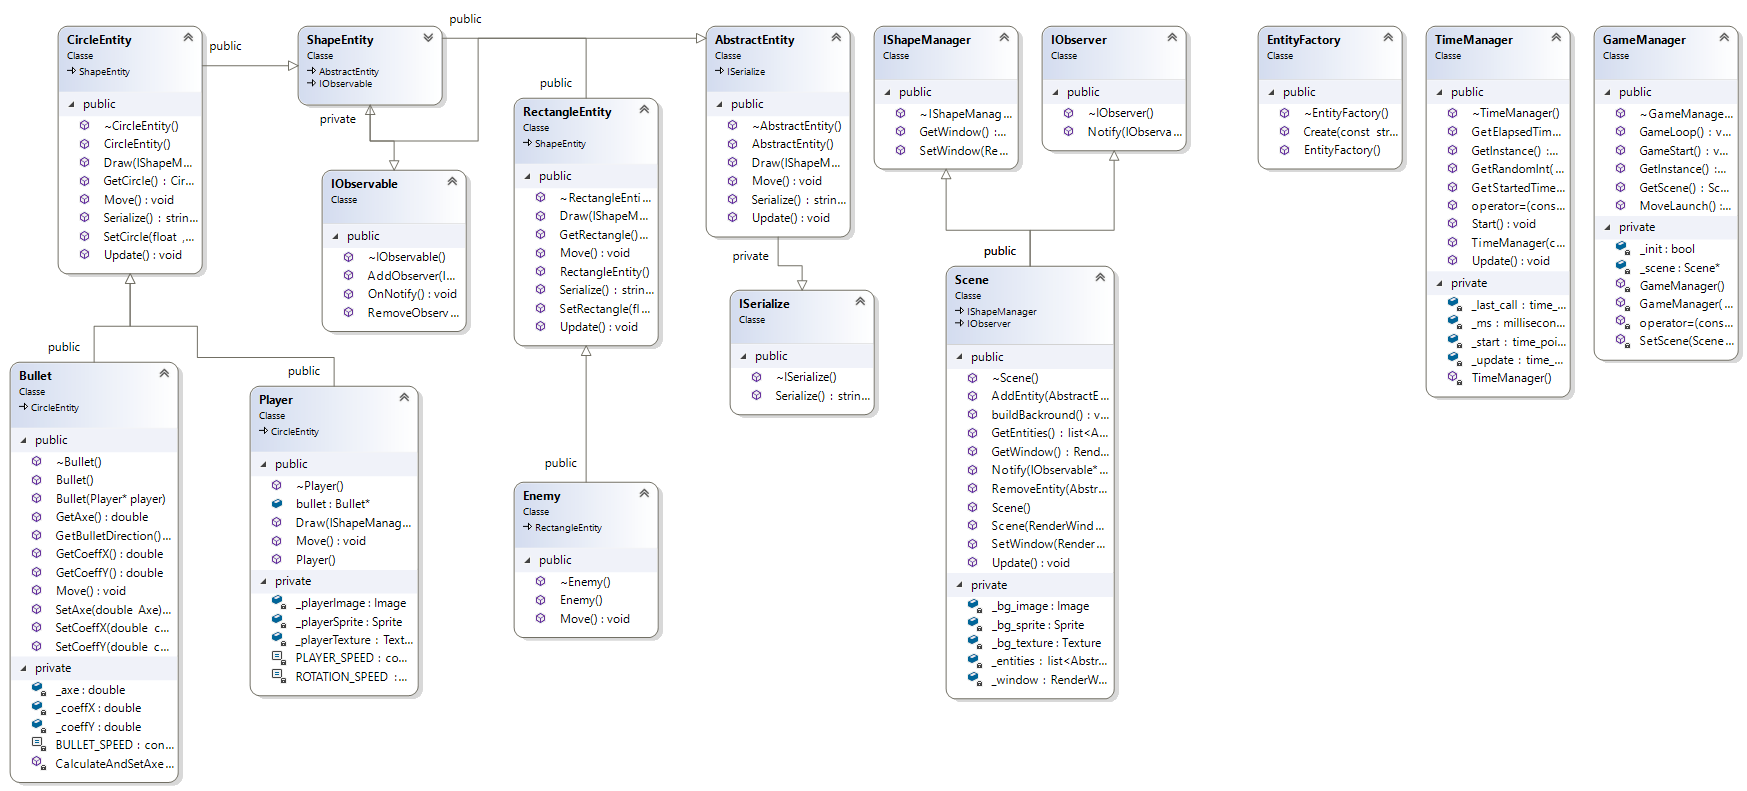 CircleEntity
Classe
ShapeEntity
public
~CircleEntity()
CircleEntity()
Draw(IShapeM...
GetCircle() : Cir...
Move() : void
Serialize() : strin...
SetCircle(float ,...
Update() : void
public
ShapeEntity
Classe
AbstractEntity
IObservable
public
private
IObservable
Classe
public
~IObservable()
AddObserver(I...
OnNotify() : void
RemoveObserv...
public
RectangleEntity
Classe
ShapeEntity
public
~RectangleEnti...
Draw(IShapeM...
GetRectangle()...
Move() : void
RectangleEntity()
Serialize() : strin...
SetRectangle(fl...
Update() : void
AbstractEntity
Classe
ISerialize
public
~AbstractEntity()
AbstractEntity()
Draw(IShapeM...
Move() : void
Serialize() : strin...
Update() : void
private
ISerialize
Classe
public
~ISerialize()
Serialize() : strin...
IShapeManager
Classe
public
~IShapeManag...
GetWindow() :...
SetWindow(Re...
IObserver
Classe
public
~IObserver()
Notify(IObserva...
public
Scene
Classe
IShapeManager
IObserver
public
~Scene()
AddEntity(AbstractE...
buildBackround() : v...
GetEntities() : list<A...
GetWindow() : Rend...
Notify(IObservable*...
RemoveEntity(Abstr...
Scene()
Scene(RenderWind...
SetWindow(Render...
Update() : void
private
_bg_image : Image
_bg_sprite : Sprite
_bg_texture : Texture
_entities : list<Abstr...
_window : RenderW...
EntityFactory
Classe
public
~EntityFactory()
Create(const str...
EntityFactory()
TimeManager
Classe
public
~TimeManager()
GetElapsedTim...
GetInstance() :...
GetRandomInt(...
GetStartedTime...
operator=(cons...
Start() : void
TimeManager(c...
Update() : void
private
_last_call : time_...
_ms : millisecon...
_start : time_poi...
_update : time_...
TimeManager()
GameManager
Classe
public
~GameManage...
GameLoop() : v...
GameStart() : v...
GetInstance() :...
GetScene() : Sc...
MoveLaunch() :...
private
_init : bool
_scene : Scene*
GameManager()
GameManager(...
operator=(cons...
SetScene(Scene...
public
Bullet
Classe
CircleEntity
public
~Bullet()
Bullet()
Bullet(Player* player)
GetAxe() : double
GetBulletDirection()...
GetCoeffX() : double
GetCoeffY() : double
Move() : void
SetAxe(double Axe)...
SetCoeffX(double c...
SetCoeffY(double c...
private
_axe : double
_coeffX : double
_coeffY : double
BULLET_SPEED : con...
CalculateAndSetAxe...
public
Player
Classe
CircleEntity
public
~Player()
bullet : Bullet*
Draw(IShapeManag...
Move() : void
Player()
private
_playerImage : Image
_playerSprite : Sprite
_playerTexture : Text...
PLAYER_SPEED : co...
ROTATION_SPEED :...
public
Enemy
Classe
RectangleEntity
public
~Enemy()
Enemy()
Move() : void